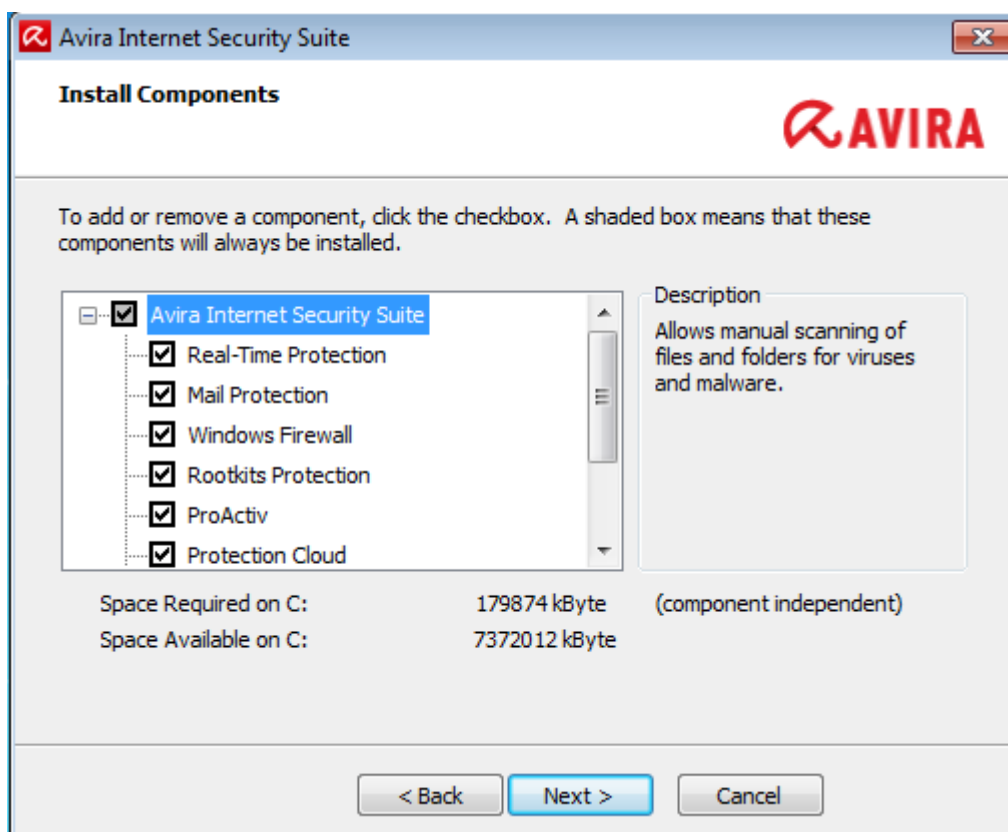 Avira Internet Security Suite
Install Components
AVIRA
To add or remove a component, click the checkbox.  A shaded box means that these
components will always be installed.
Avira Internet Security Suite
Real-Time Protection
Mail Protection
Windows Firewall
Rootkits Protection
ProActiv
Protection Cloud
Description
Allows manual scanning of
files and folders for viruses
and malware.
Space Required on C: 179874 kByte (component independent)
Space Available on C: 7372012 kByte
< Back Next > Cancel